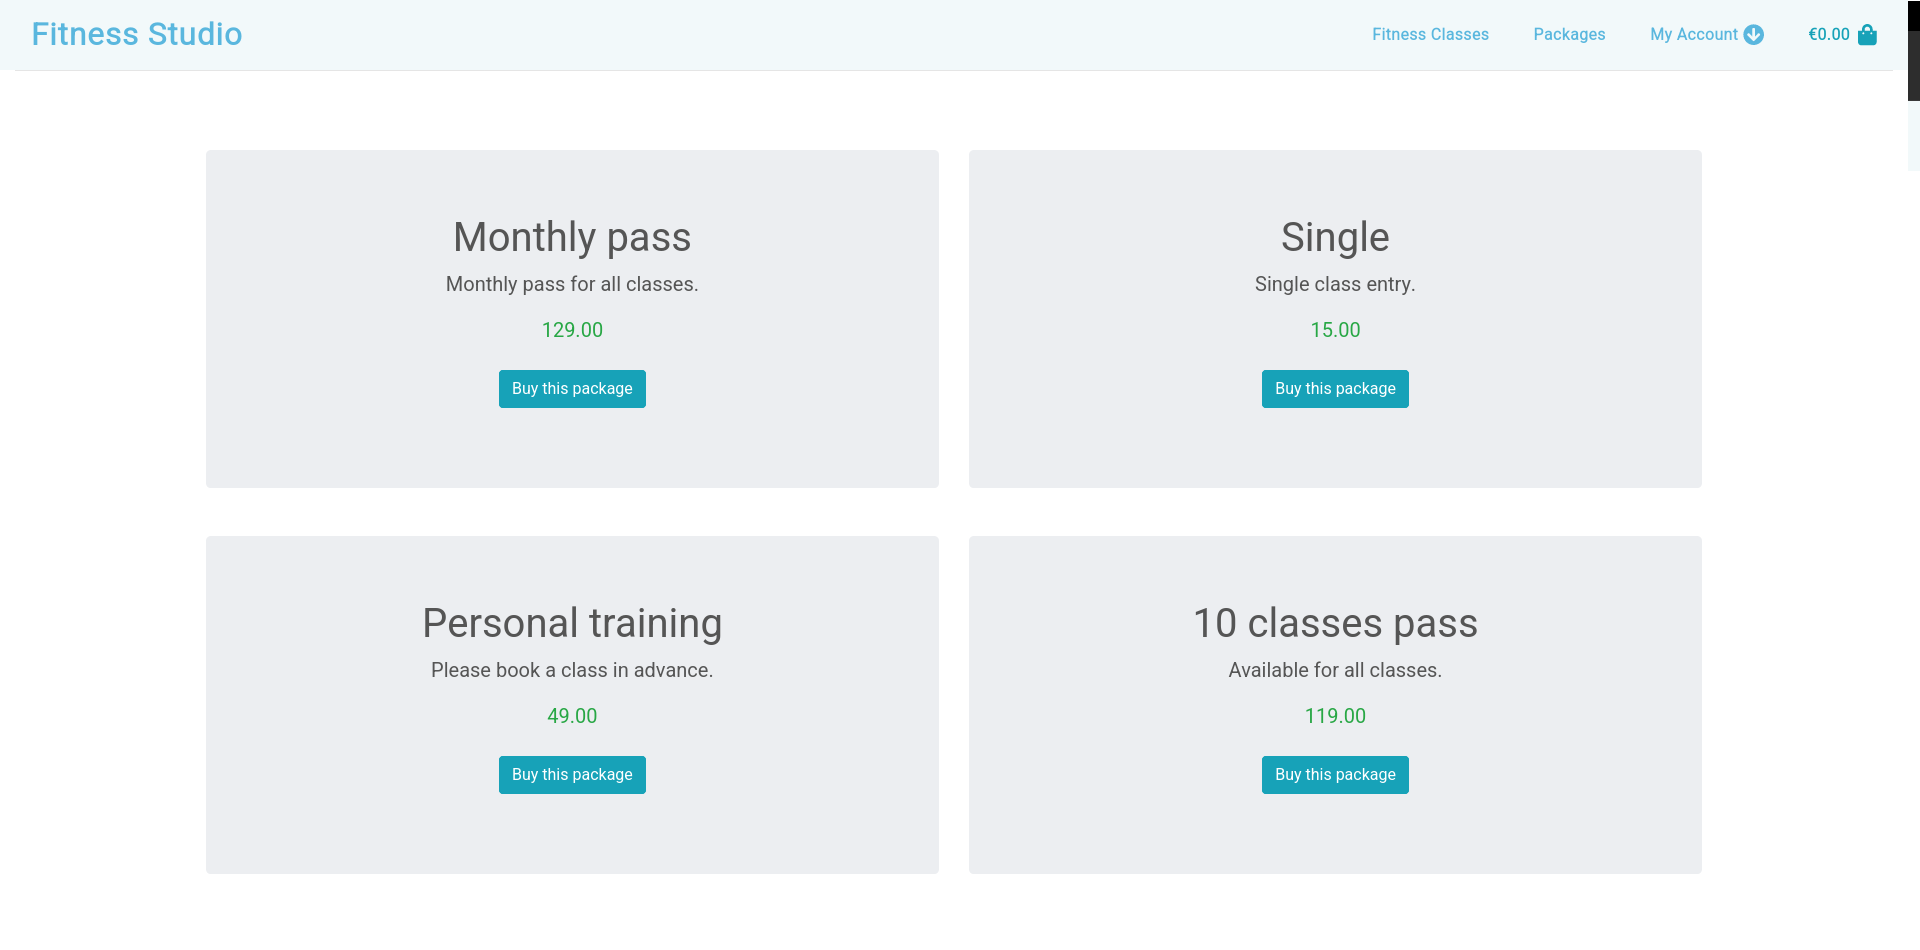 Fitness Studio
Fitness Classes
Packages
My Account
€0.00
Monthly pass
Monthly pass for all classes.
129.00
Buy this package
Single
Single class entry.
15.00
Buy this package
Personal training
Please book a class in advance.
49.00
Buy this package
10 classes pass
Available for all classes.
119.00
Buy this package